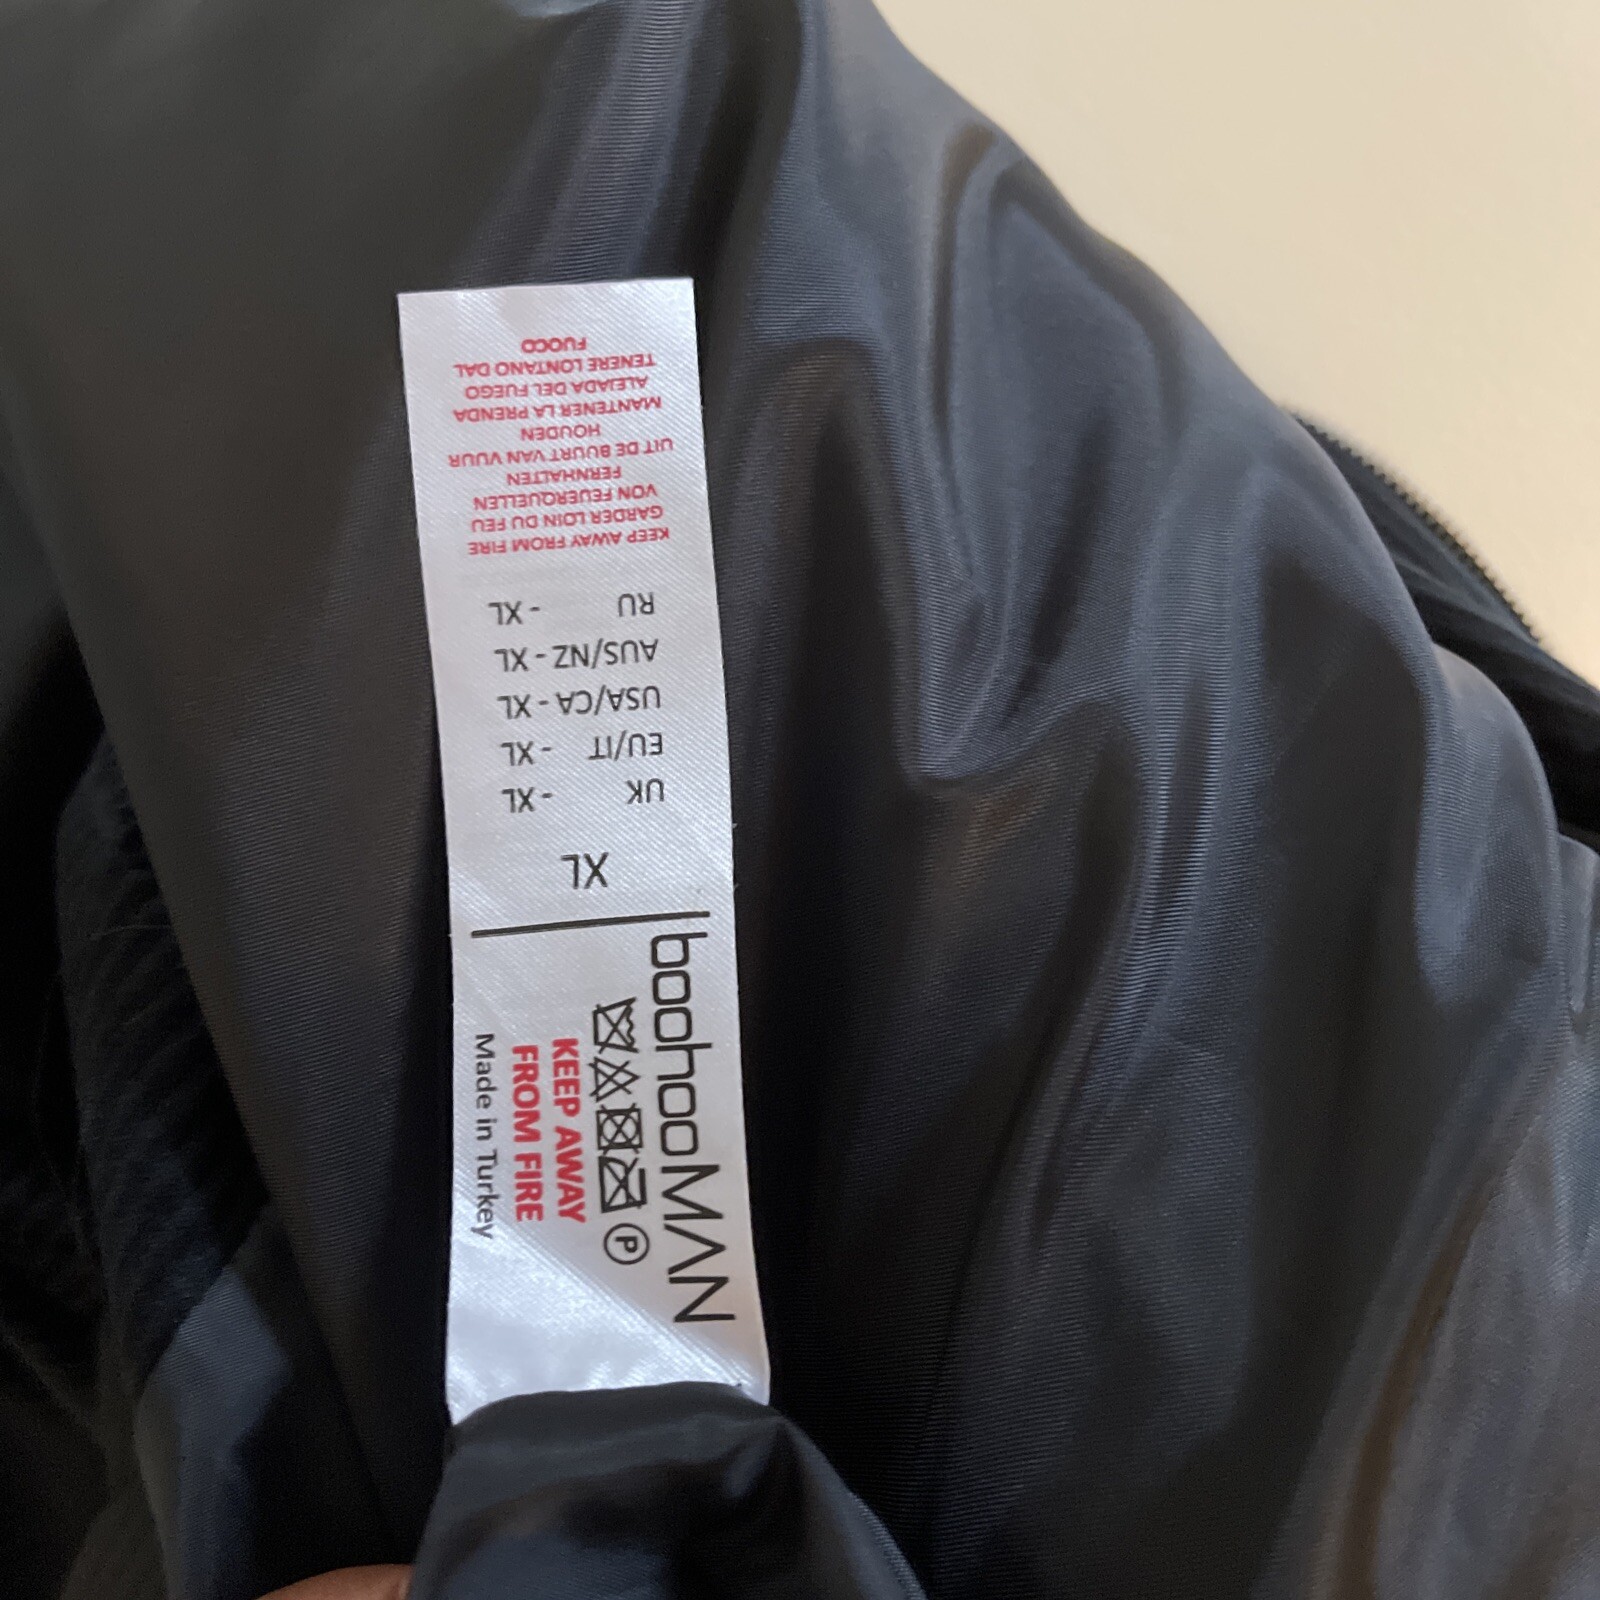 boohooMAN
P
KEEP AWAY
FROM FIRE
Made in Turkey
XL
UK - XL
EU/IT - XL
USA/CA - XL
AUS/NZ - XL
RU - XL
KEEP AWAY FROM FIRE
GARDER LOIN DU FEU
VON FEUERQUELLEN
FERNHALTEN
UIT DE BUURT VAN VUUR
HOUDEN
MANTENER LA PRENDA
ALEJADA DEL FUEGO
TENERE LONTANO DAL
FUOCO